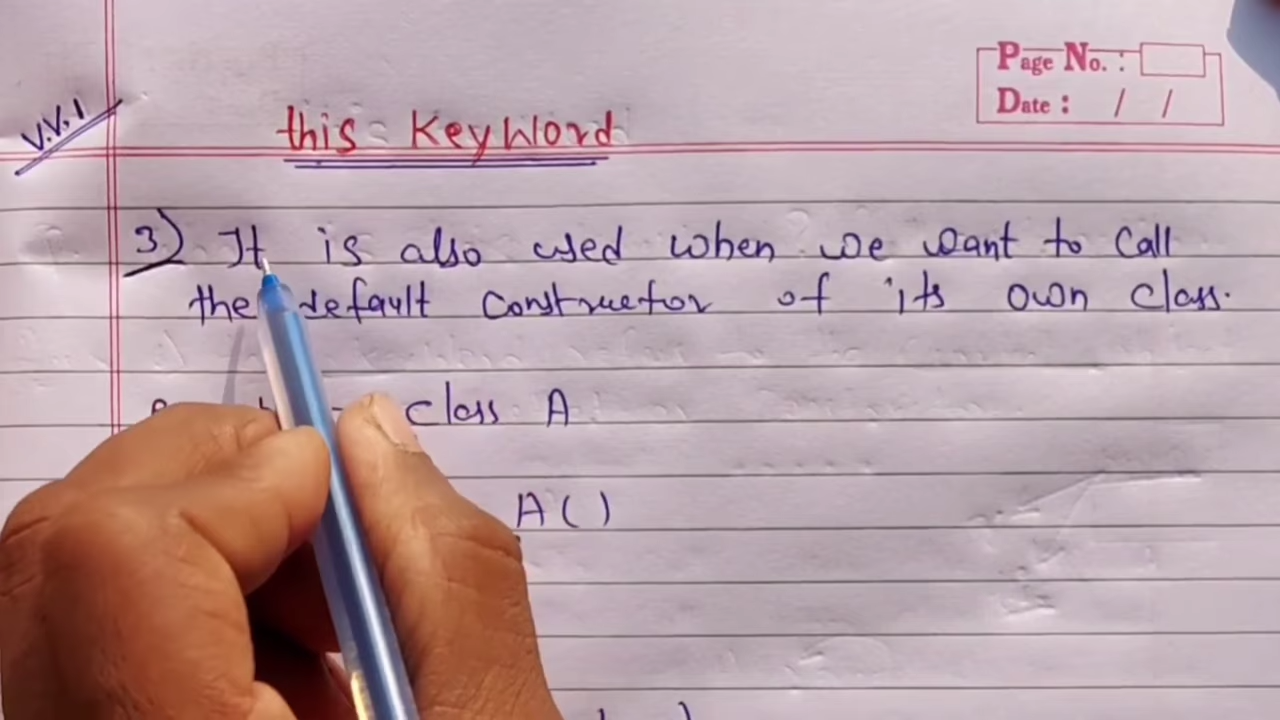 Page No. :
Date : / /
V.V.I
this keyword
3) It is also used when we want to call
the default constructor of its own class.
class A
A ( )